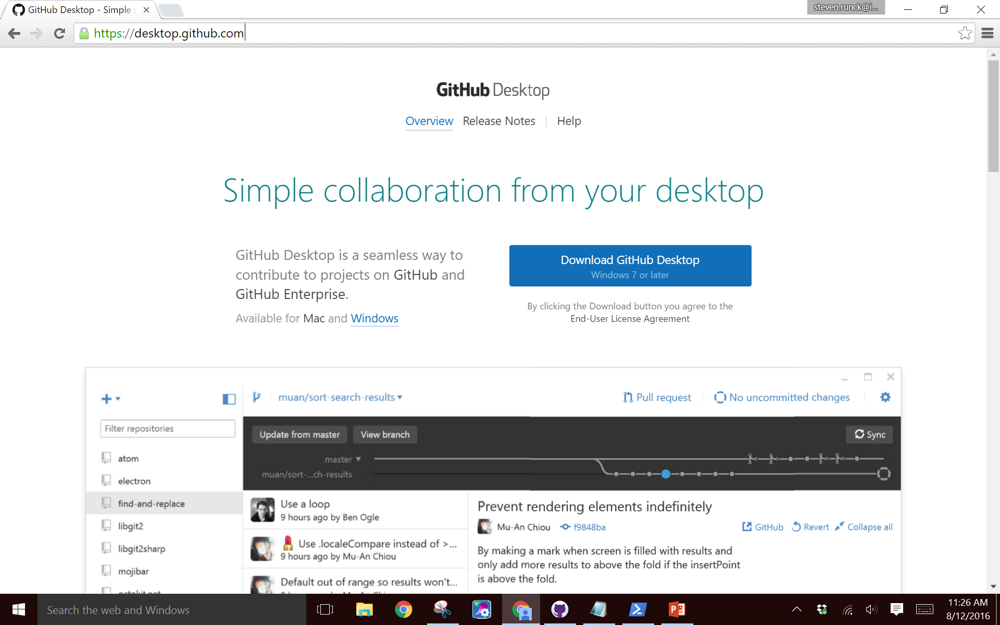 GitHub Desktop - Simple
steven.runck@i...
https://desktop.github.com
GitHub Desktop
Overview Release Notes Help
Simple collaboration from your desktop
GitHub Desktop is a seamless way to
contribute to projects on GitHub and
GitHub Enterprise.
Available for Mac and Windows
Download GitHub Desktop
Windows 7 or later
By clicking the Download button you agree to the
End-User License Agreement
muan/sort-search-results
Pull request
No uncommitted changes
Filter repositories
atom
electron
find-and-replace
libgit2
libgit2sharp
mojibar
Update from master View branch
Sync
master
muan/sort-...ch-results
Use a loop
9 hours ago by Ben Ogle
Use .localeCompare instead of >...
9 hours ago by Mu-An Chiou
Default out of range so results won't...
Prevent rendering elements indefinitely
Mu-An Chiou f9848ba
GitHub Revert Collapse all
By making a mark when screen is filled with results and
only add more results to above the fold if the insertPoint
is above the fold.
Search the web and Windows
11:26 AM
8/12/2016